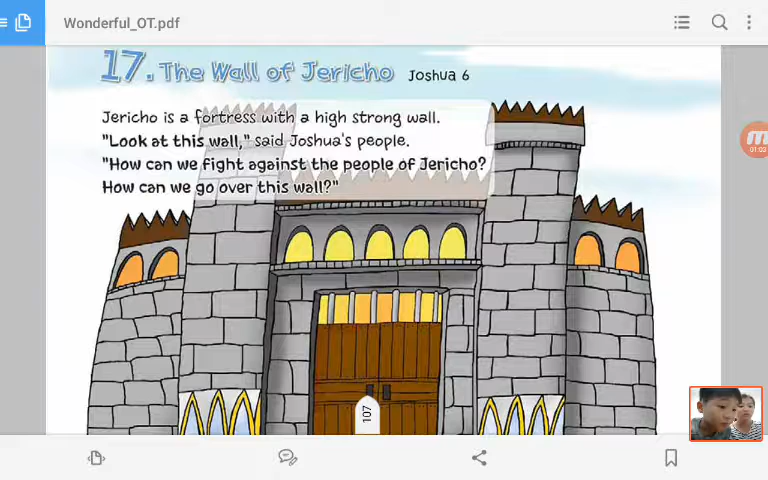 Wonderful_OT.pdf
17. The Wall of Jericho Joshua 6
Jericho is a fortress with a high strong wall.
"Look at this wall," said Joshua's people.
"How can we fight against the people of Jericho?
How can we go over this wall?"
107
01:03